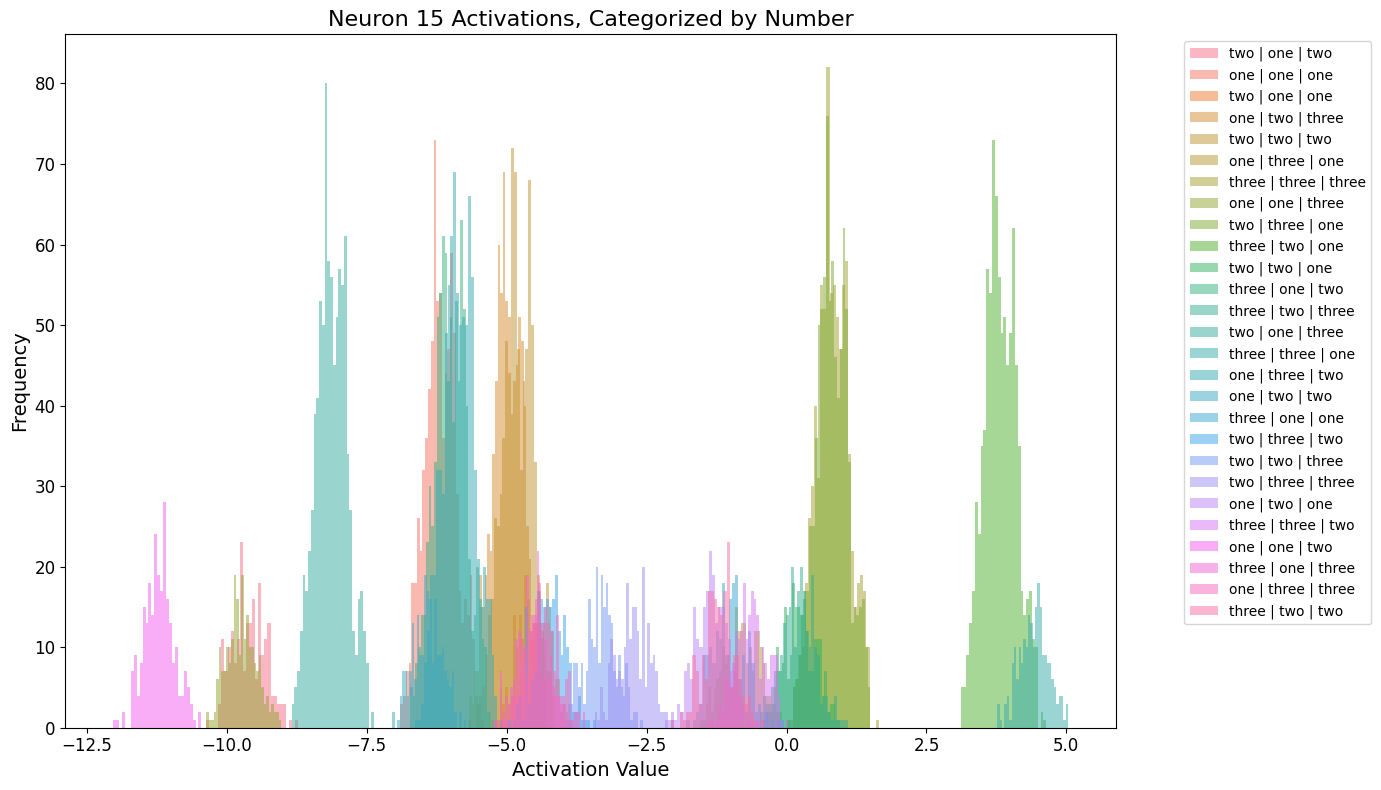 Neuron 15 Activations, Categorized by Number
80
70
60
50
40
30
20
10
0
Frequency
−12.5 −10.0 −7.5 −5.0 −2.5 0.0 2.5 5.0
Activation Value
two | one | two
one | one | one
two | one | one
one | two | three
two | two | two
one | three | one
three | three | three
one | one | three
two | three | one
three | two | one
two | two | one
three | one | two
three | two | three
two | one | three
three | three | one
one | three | two
one | two | two
three | one | one
two | three | two
two | two | three
two | three | three
one | two | one
three | three | two
one | one | two
three | one | three
one | three | three
three | two | two